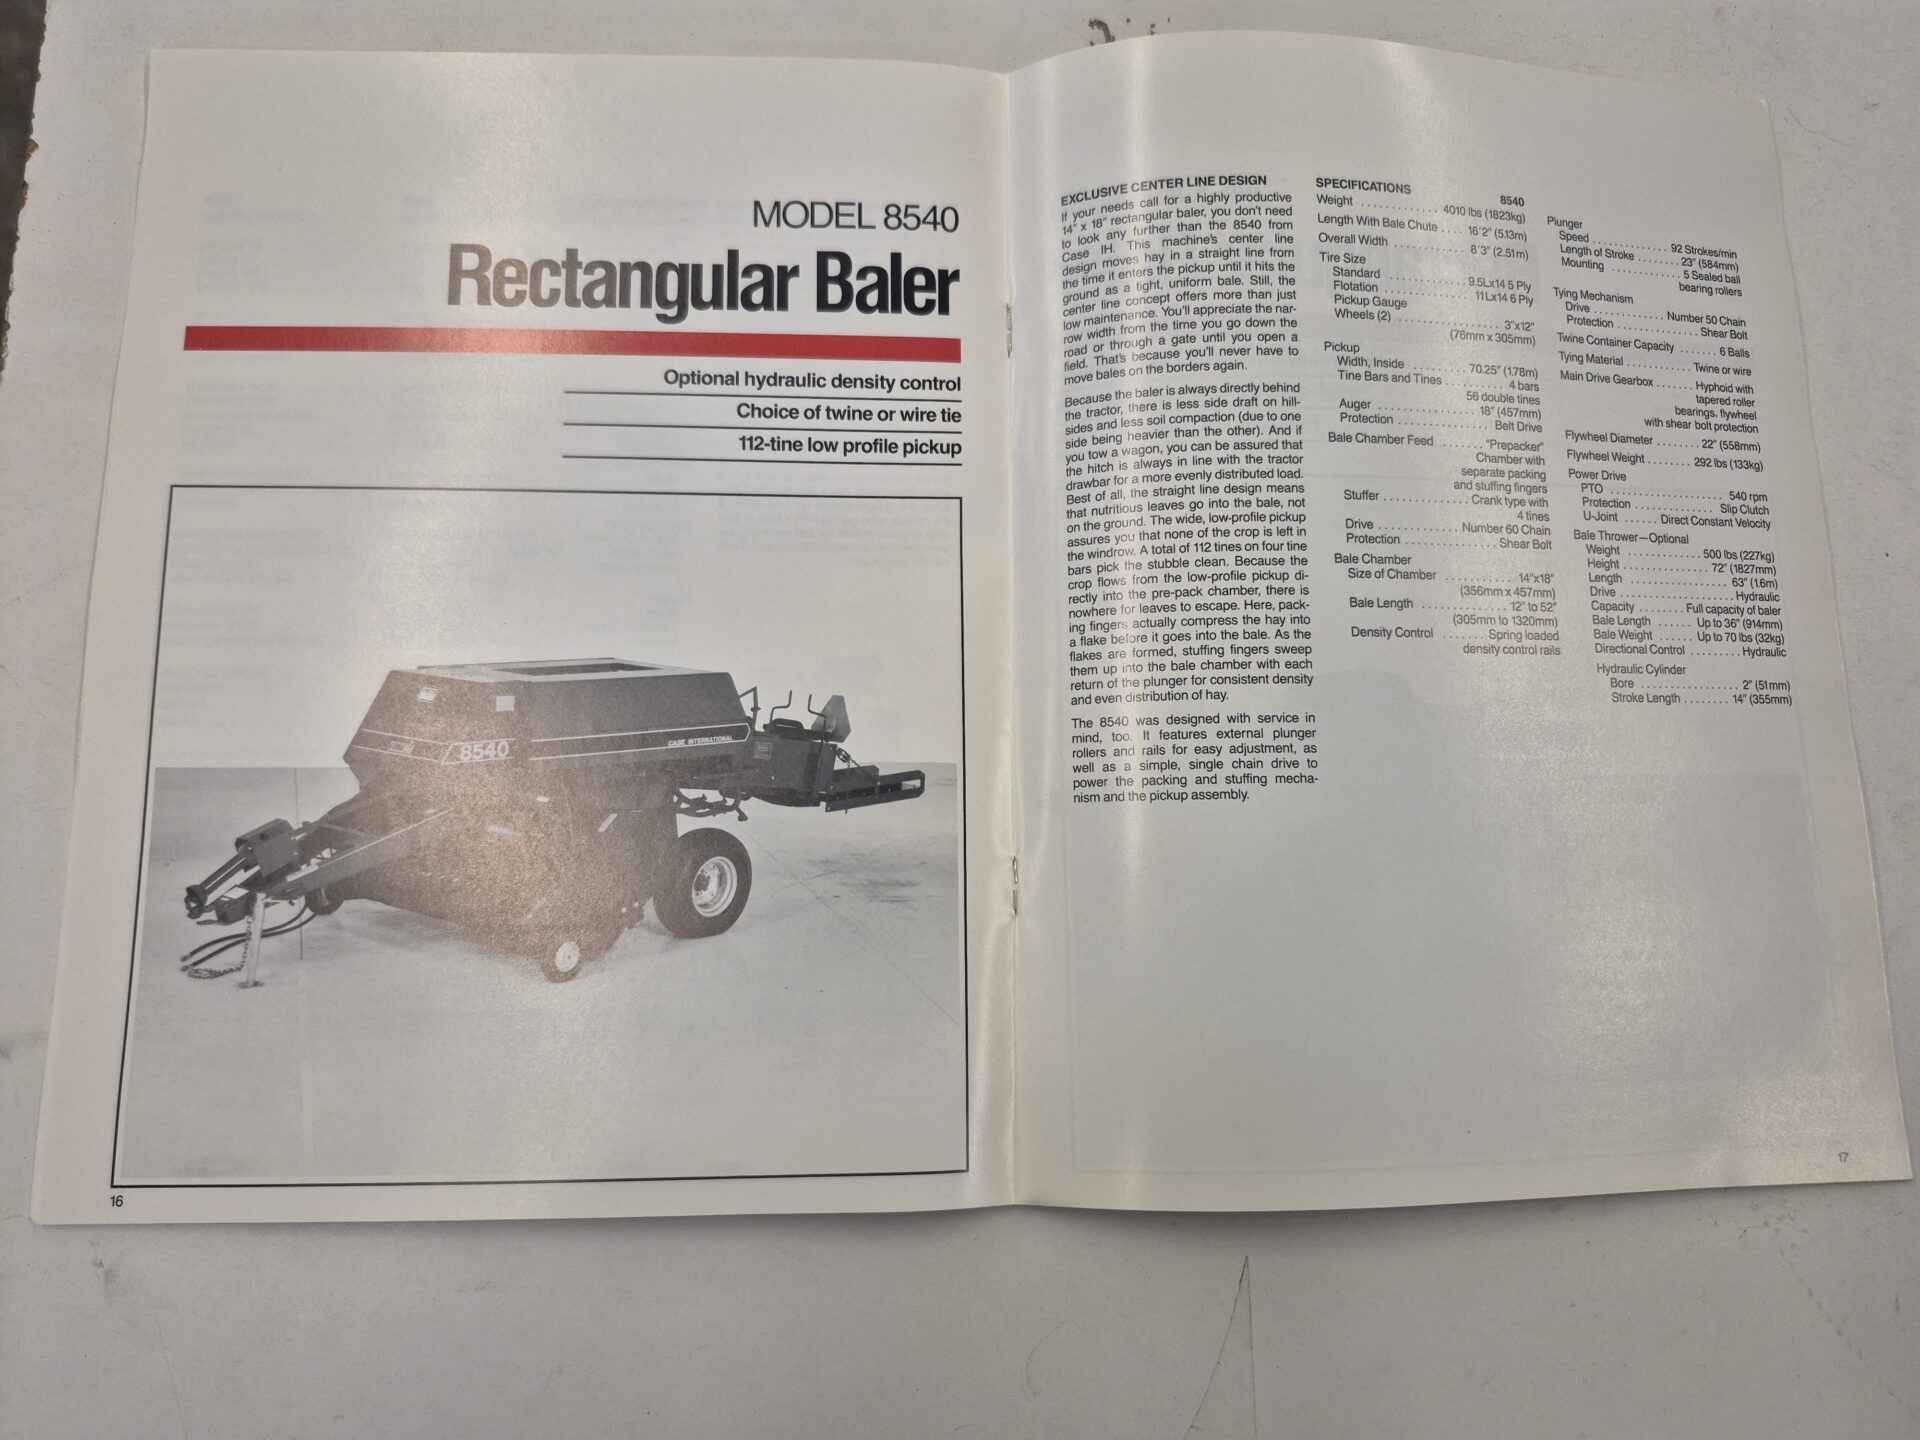 MODEL 8540
Rectangular Baler
Optional hydraulic density control
Choice of twine or wire tie
112-tine low profile pickup
8540
CASE INTERNATIONAL
16
EXCLUSIVE CENTER LINE DESIGN
If your needs call for a highly productive
14" x 18" rectangular baler, you don't need
to look any further than the 8540 from
Case IH. This machine's center line
design moves hay in a straight line from
the time it enters the pickup until it hits the
ground as a tight, uniform bale. Still, the
center line concept offers more than just
low maintenance. You'll appreciate the nar-
row width from the time you go down the
road or through a gate until you open a
field. That's because you'll never have to
move bales on the borders again.
Because the baler is always directly behind
the tractor, there is less side draft on hill-
sides and less soil compaction (due to one
side being heavier than the other). And if
you tow a wagon, you can be assured that
the hitch is always in line with the tractor
drawbar for a more evenly distributed load.
Best of all, the straight line design means
that nutritious leaves go into the bale, not
on the ground. The wide, low-profile pickup
assures you that none of the crop is left in
the windrow. A total of 112 tines on four tine
bars pick the stubble clean. Because the
crop flows from the low-profile pickup di-
rectly into the pre-pack chamber, there is
nowhere for leaves to escape. Here, pack-
ing fingers actually compress the hay into
a flake before it goes into the bale. As the
flakes are formed, stuffing fingers sweep
them up into the bale chamber with each
return of the plunger for consistent density
and even distribution of hay.
The 8540 was designed with service in
mind, too. It features external plunger
rollers and rails for easy adjustment, as
well as a simple, single chain drive to
power the packing and stuffing mecha-
nism and the pickup assembly.
SPECIFICATIONS
8540
Weight ............. 4010 lbs (1823kg)
Length With Bale Chute .... 16'2" (5.13m)
Overall Width ............ 8'3" (2.51m)
Tire Size
Standard ............ 9.5Lx14 5 Ply
Flotation ............. 11Lx14 6 Ply
Pickup Gauge
Wheels (2) ................. 3"x12"
(76mm x 305mm)
Pickup
Width, Inside .......... 70.25" (1.78m)
Tine Bars and Tines .......... 4 bars
56 double tines
Auger ................ 18" (457mm)
Protection ............... Belt Drive
Bale Chamber Feed ........ "Prepacker"
Chamber with
separate packing
and stuffing fingers
Stuffer .............. Crank type with
4 tines
Drive ............. Number 60 Chain
Protection ............... Shear Bolt
Bale Chamber
Size of Chamber ........... 14"x18"
(356mm x 457mm)
Bale Length .............. 12" to 52"
(305mm to 1320mm)
Density Control ....... Spring loaded
density control rails
Plunger
Speed ............. 92 Strokes/min
Length of Stroke ........ 23" (584mm)
Mounting ............ 5 Sealed ball
bearing rollers
Tying Mechanism
Drive ............ Number 50 Chain
Protection .............. Shear Bolt
Twine Container Capacity ....... 6 Balls
Tying Material ............ Twine or wire
Main Drive Gearbox ....... Hyphoid with
tapered roller
bearings, flywheel
with shear bolt protection
Flywheel Diameter ........ 22" (558mm)
Flywheel Weight ........ 292 lbs (133kg)
Power Drive
PTO .................... 540 rpm
Protection .............. Slip Clutch
U-Joint ...... Direct Constant Velocity
Bale Thrower—Optional
Weight ............. 500 lbs (227kg)
Height ............... 72" (1827mm)
Length ................. 63" (1.6m)
Drive .................... Hydraulic
Capacity ........ Full capacity of baler
Bale Length ...... Up to 36" (914mm)
Bale Weight ...... Up to 70 lbs (32kg)
Directional Control ......... Hydraulic
Hydraulic Cylinder
Bore ................. 2" (51mm)
Stroke Length ........ 14" (355mm)
17